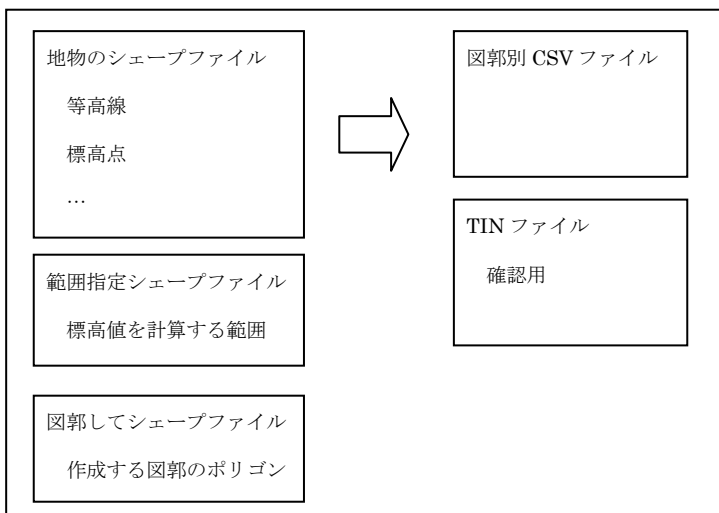 地物のシェープファイル
等高線
標高点
…
範囲指定シェープファイル
標高値を計算する範囲
図郭してシェープファイル
作成する図郭のポリゴン
図郭別 CSV ファイル
TIN ファイル
確認用